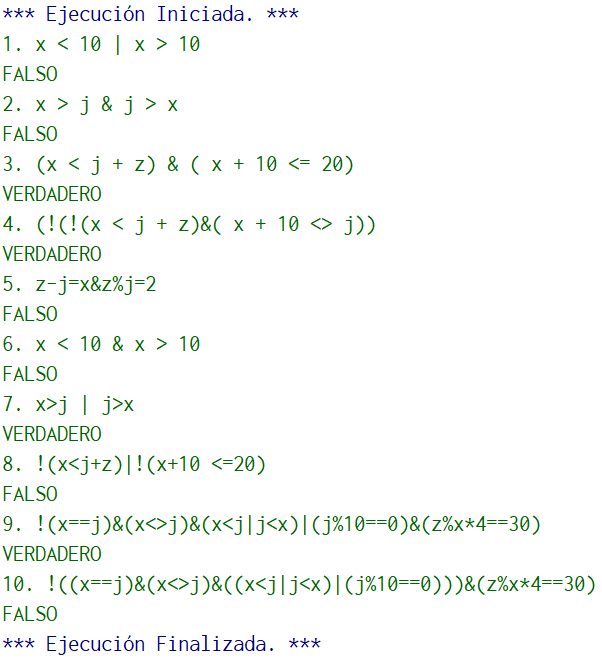 *** Ejecución Iniciada. ***
1. x < 10 | x > 10
FALSO
2. x > j & j > x
FALSO
3. (x < j + z) & ( x + 10 <= 20)
VERDADERO
4. (!(!(x < j + z)&( x + 10 <> j))
VERDADERO
5. z-j=x&z%j=2
FALSO
6. x < 10 & x > 10
FALSO
7. x>j | j>x
VERDADERO
8. !(x<j+z)|!(x+10 <=20)
FALSO
9. !(x==j)&(x<>j)&(x<j|j<x)|(j%10==0)&(z%x*4==30)
VERDADERO
10. !((x==j)&(x<>j)&((x<j|j<x)|(j%10==0)))&(z%x*4==30)
FALSO
*** Ejecución Finalizada. ***